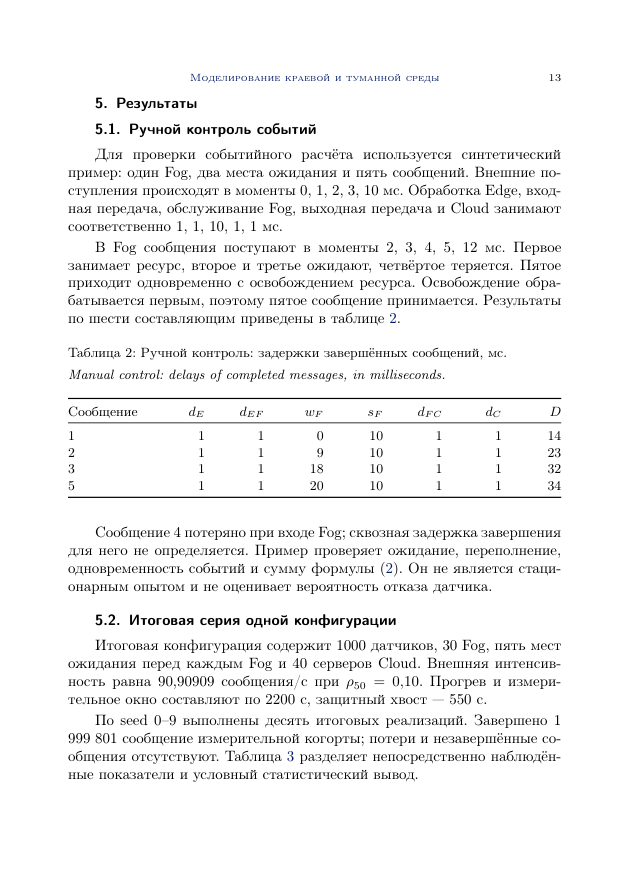 Моделирование краевой и туманной среды 13
5. Результаты
5.1. Ручной контроль событий
Для проверки событийного расчёта используется синтетический
пример: один Fog, два места ожидания и пять сообщений. Внешние по-
ступления происходят в моменты 0, 1, 2, 3, 10 мс. Обработка Edge, вход-
ная передача, обслуживание Fog, выходная передача и Cloud занимают
соответственно 1, 1, 10, 1, 1 мс.
В Fog сообщения поступают в моменты 2, 3, 4, 5, 12 мс. Первое
занимает ресурс, второе и третье ожидают, четвёртое теряется. Пятое
приходит одновременно с освобождением ресурса. Освобождение обра-
батывается первым, поэтому пятое сообщение принимается. Результаты
по шести составляющим приведены в таблице 2.
Таблица 2: Ручной контроль: задержки завершённых сообщений, мс.
Manual control: delays of completed messages, in milliseconds.
Сообщение d_E d_{EF} w_F s_F d_{FC} d_C D
1 1 1 0 10 1 1 14
2 1 1 9 10 1 1 23
3 1 1 18 10 1 1 32
5 1 1 20 10 1 1 34
Сообщение 4 потеряно при входе Fog; сквозная задержка завершения
для него не определяется. Пример проверяет ожидание, переполнение,
одновременность событий и сумму формулы (2). Он не является стаци-
онарным опытом и не оценивает вероятность отказа датчика.
5.2. Итоговая серия одной конфигурации
Итоговая конфигурация содержит 1000 датчиков, 30 Fog, пять мест
ожидания перед каждым Fog и 40 серверов Cloud. Внешняя интенсив-
ность равна 90,90909 сообщения/с при ρ_{50} = 0,10. Прогрев и измери-
тельное окно составляют по 2200 с, защитный хвост — 550 с.
По seed 0–9 выполнены десять итоговых реализаций. Завершено 1
999 801 сообщение измерительной когорты; потери и незавершённые со-
общения отсутствуют. Таблица 3 разделяет непосредственно наблюдён-
ные показатели и условный статистический вывод.